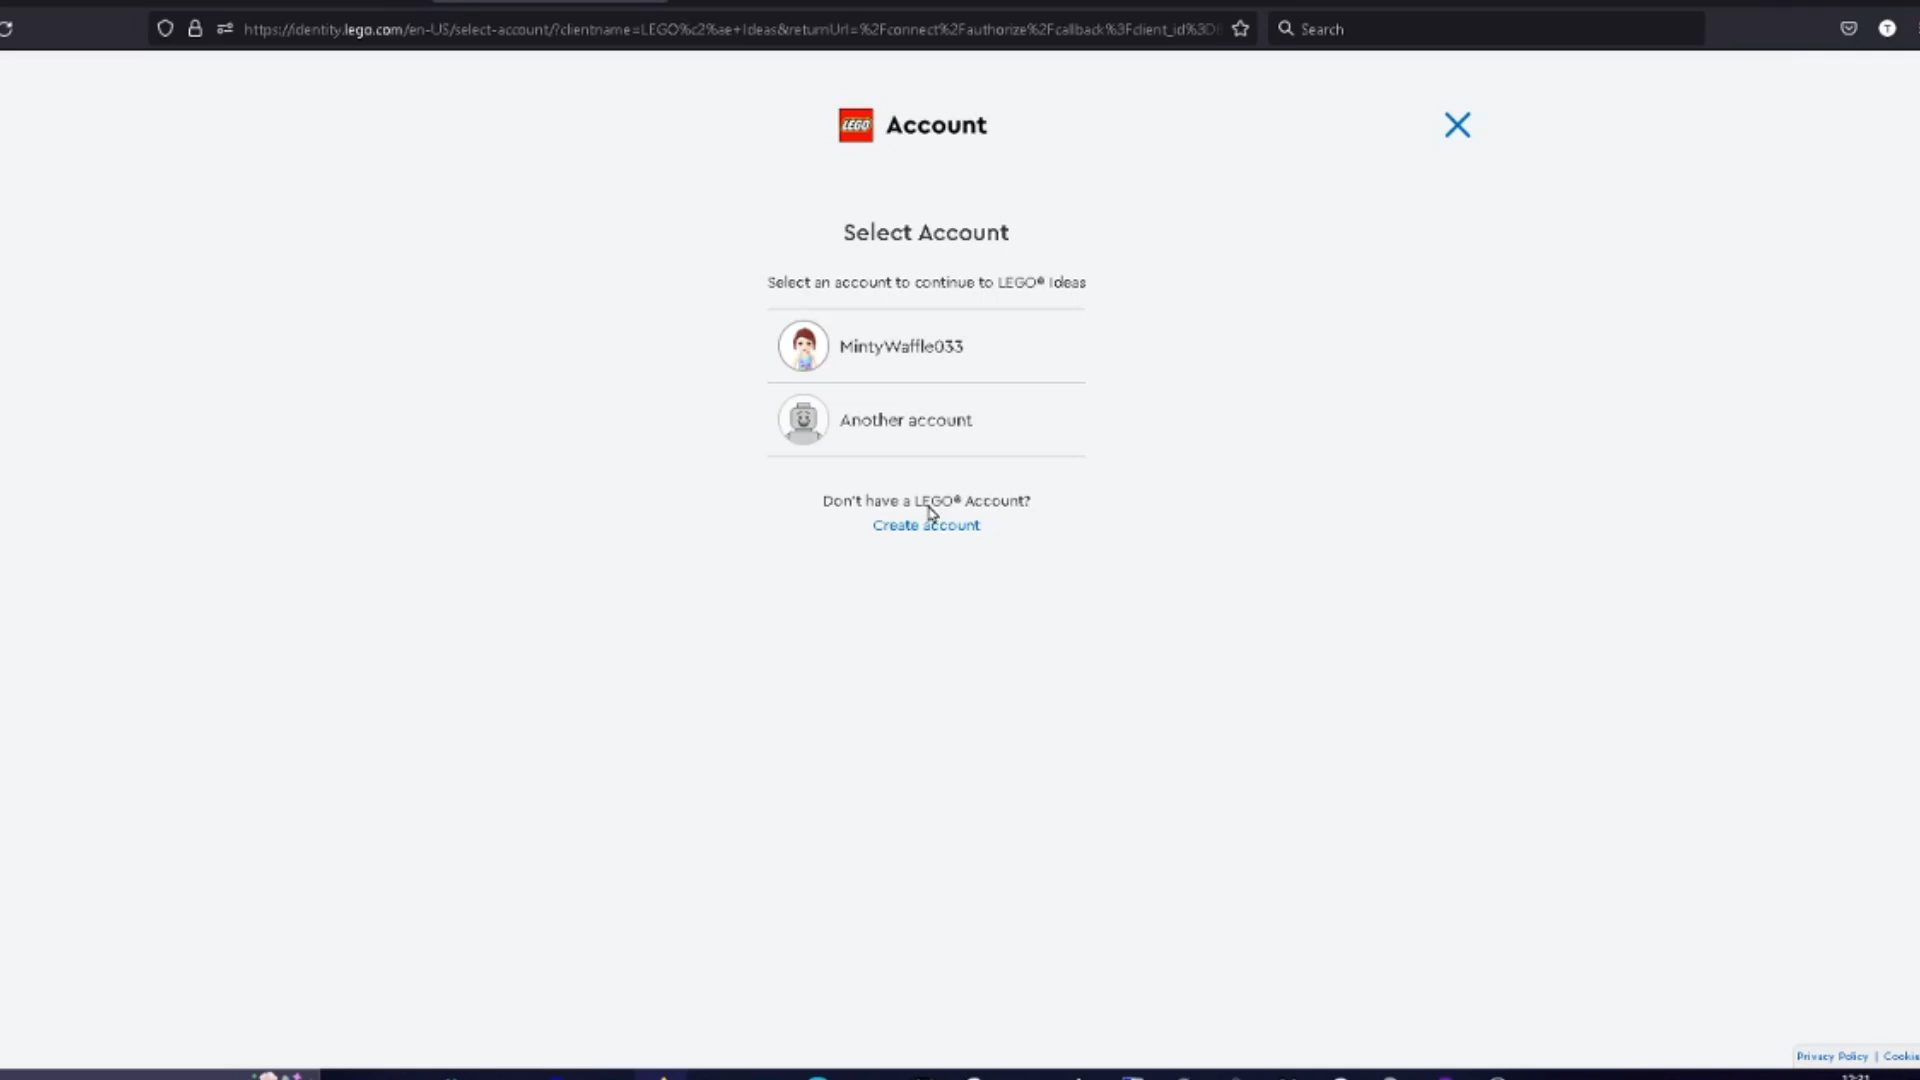 https://identity.lego.com/en-US/select-account/?clientname=LEGO%c2%ae+Ideas&returnUrl=%2Fconnect%2Fauthorize%2Fcallback%3Fclient_id%3D
Search
T
LEGO Account
Select Account
Select an account to continue to LEGO® Ideas
MintyWaffle033
Another account
Don't have a LEGO® Account?
Create account
Privacy Policy | Cookie